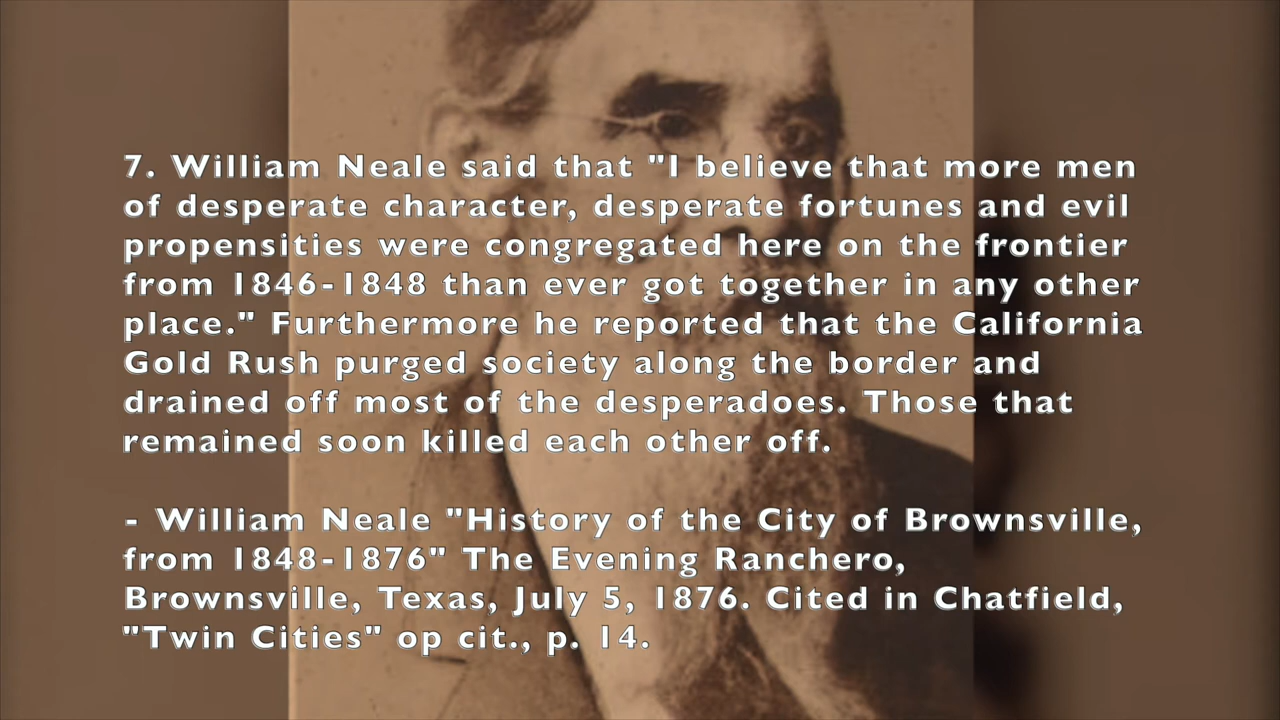 7. William Neale said that "I believe that more men
of desperate character, desperate fortunes and evil
propensities were congregated here on the frontier
from 1846-1848 than ever got together in any other
place." Furthermore he reported that the California
Gold Rush purged society along the border and
drained off most of the desperadoes. Those that
remained soon killed each other off.

- William Neale "History of the City of Brownsville,
from 1848-1876" The Evening Ranchero,
Brownsville, Texas, July 5, 1876. Cited in Chatfield,
"Twin Cities" op cit., p. 14.